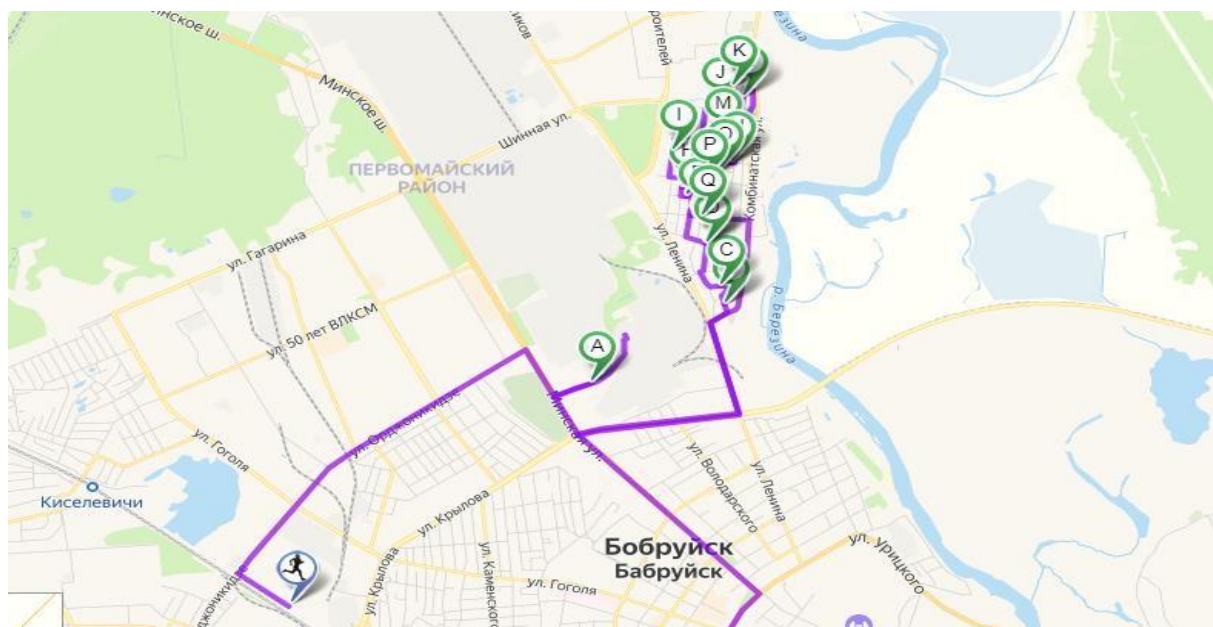 Минское ш.
Строителей
р. Березина
K
J
M
I
P
Q
C
A
Минское ш.
Шинная ул.
ПЕРВОМАЙСКИЙ
РАЙОН
Комбинатская ул.
ул. Ленина
р. Березина
ул. Гагарина
ул. 50 лет ВЛКСМ
Минская ул.
ул. Орджоникидзе
ул. Гоголя
ул. Володарского
ул. Ленина
Киселевичи
ул. Крылова
ул. Урицкого
Бобруйск
Бабруйск
ул. Крылова
ул. Каменского
ул. Гоголя